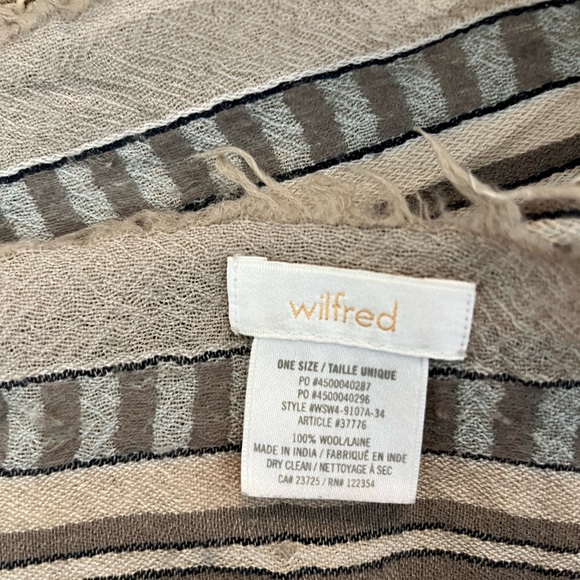 wilfred
ONE SIZE / TAILLE UNIQUE
PO #4500040287
PO #4500040296
STYLE #WSW4-9107A-34
ARTICLE #37776
100% WOOL/LAINE
MADE IN INDIA / FABRIQUÉ EN INDE
DRY CLEAN / NETTOYAGE À SEC
CA# 23725 / RN# 122354